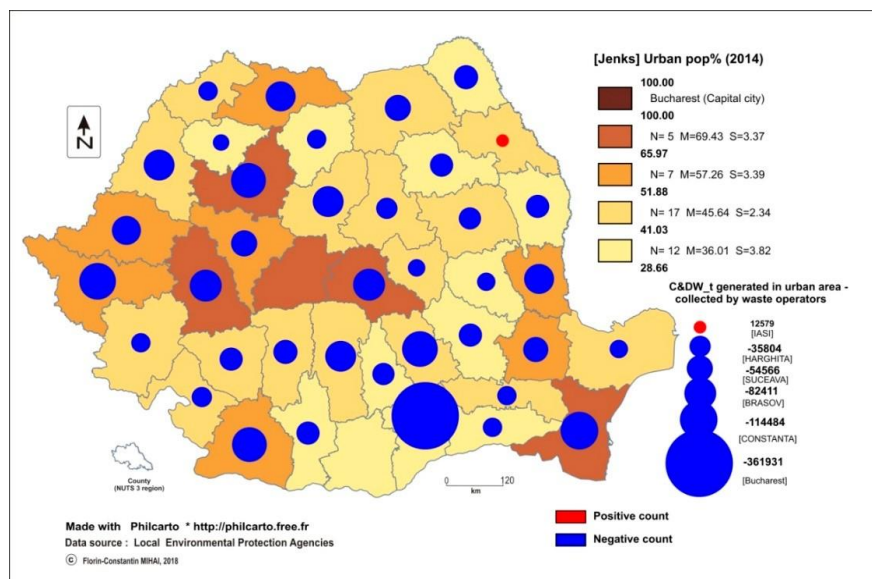 [Jenks] Urban pop% (2014)
100.00
Bucharest (Capital city)
100.00
N= 5 M=69.43 S=3.37
65.97
N= 7 M=57.26 S=3.39
51.88
N= 17 M=45.64 S=2.34
41.03
N= 12 M=36.01 S=3.82
28.66
C&DW_t generated in urban area -
collected by waste operators
12579
[IASI]
-35804
[HARGHITA]
-54566
[SUCEAVA]
-82411
[BRASOV]
-114484
[CONSTANTA]
-361931
[Bucharest]
N
County
(NUTS 3 region)
0 120
km
Positive count
Negative count
Made with Philcarto * http://philcarto.free.fr
Data source : Local Environmental Protection Agencies
© Florin-Constantin MIHAI, 2018